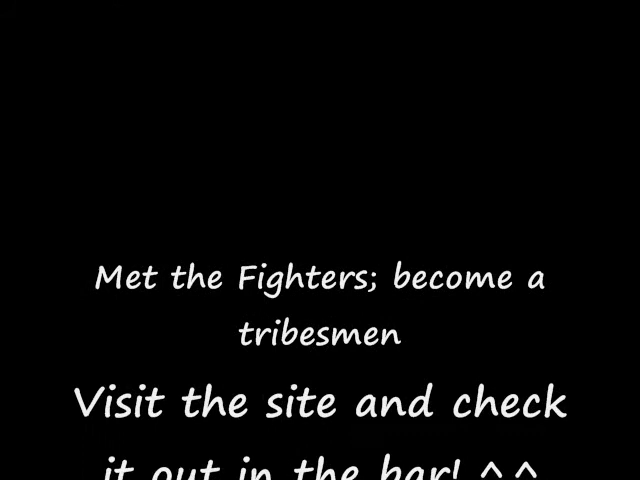 Met the Fighters; become a
tribesmen
Visit the site and check
it out in the bar! ^^